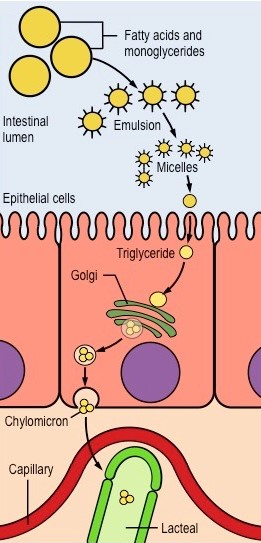 Fatty acids and
monoglycerides
Intestinal
lumen
Emulsion
Micelles
Epithelial cells
Triglyceride
Golgi
Chylomicron
Capillary
Lacteal